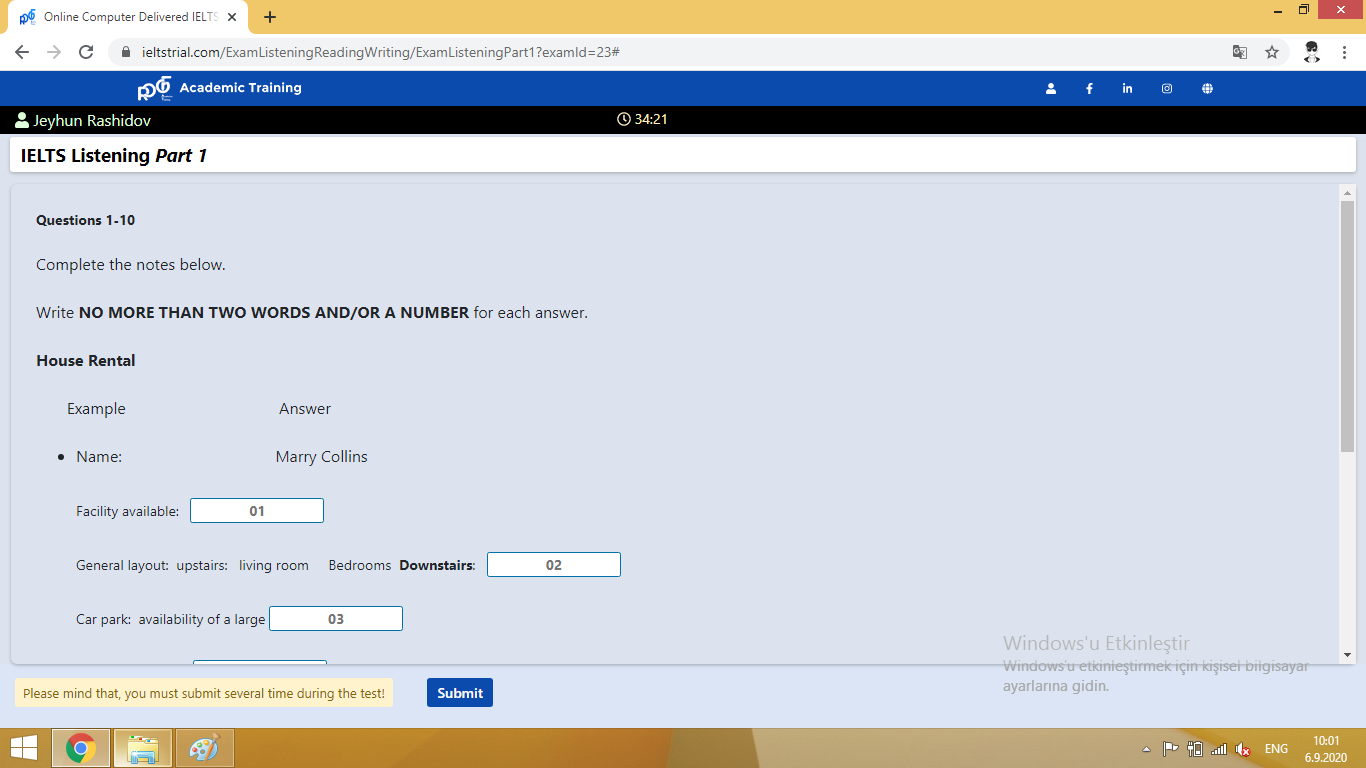 Online Computer Delivered IELTS
ieltstrial.com/ExamListeningReadingWriting/ExamListeningPart1?examId=23#
Academic Training
Jeyhun Rashidov
34:21
IELTS Listening Part 1
Questions 1-10
Complete the notes below.
Write NO MORE THAN TWO WORDS AND/OR A NUMBER for each answer.
House Rental
Example Answer
• Name: Marry Collins
Facility available: 01
General layout: upstairs: living room Bedrooms Downstairs: 02
Car park: availability of a large 03
Windows'u Etkinleştir
Windows'u etkinleştirmek için kişisel bilgisayar
ayarlarına gidin.
Please mind that, you must submit several time during the test!
Submit
ENG
10:01
6.9.2020